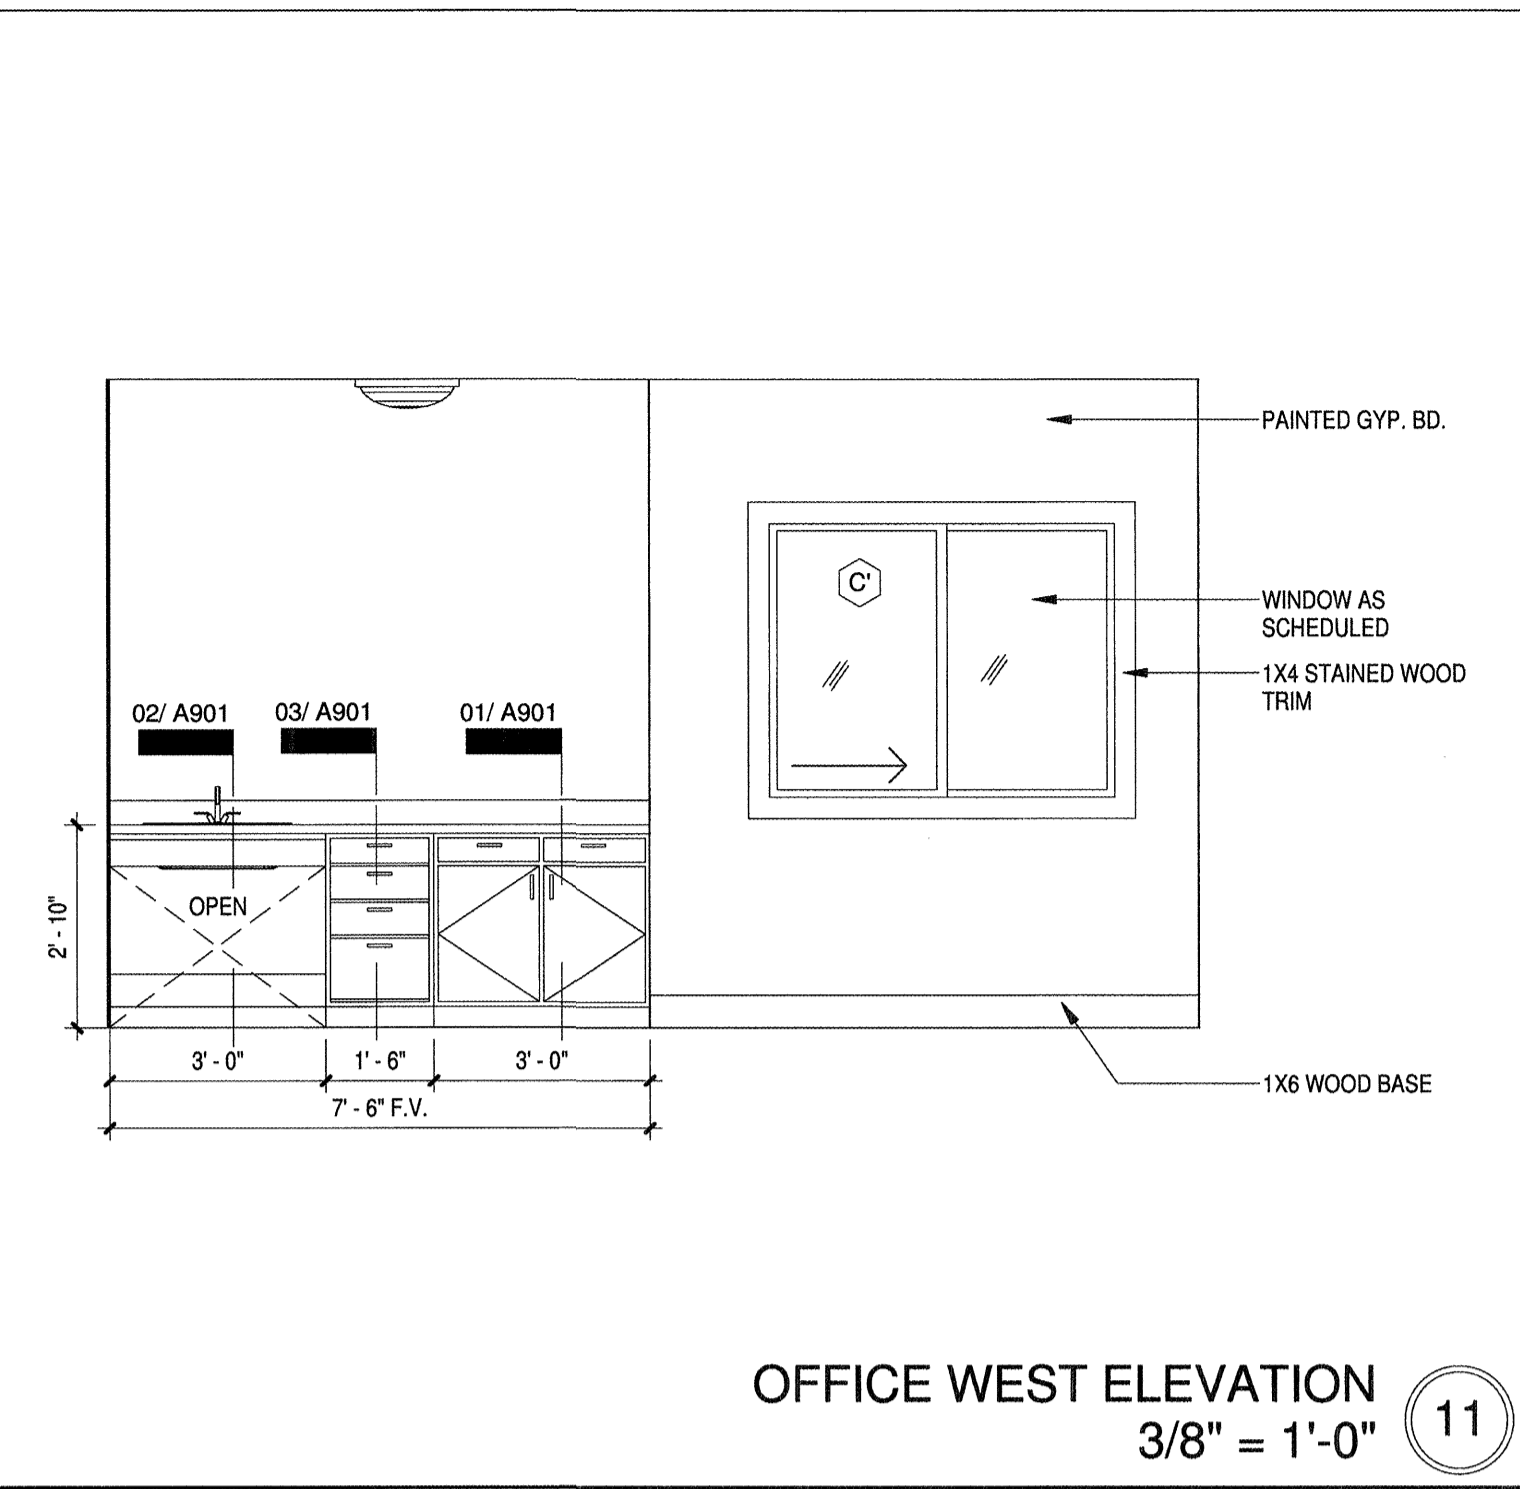 PAINTED GYP. BD.
C'
WINDOW AS
SCHEDULED
1X4 STAINED WOOD
TRIM
02/ A901
03/ A901
01/ A901
OPEN
2' - 10"
3' - 0"
1' - 6"
3' - 0"
7' - 6" F.V.
1X6 WOOD BASE
OFFICE WEST ELEVATION
3/8" = 1'-0"
11